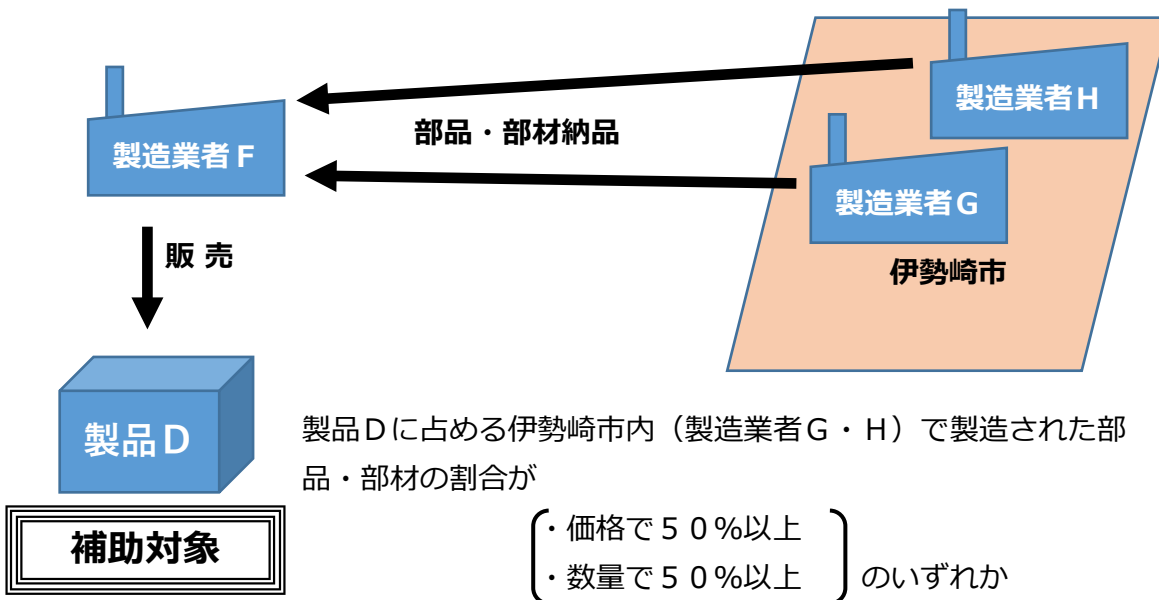 製造業者H
製造業者F
部品・部材納品
製造業者G
販 売
伊勢崎市
製品D
製品Dに占める伊勢崎市内（製造業者G・H）で製造された部
品・部材の割合が
補助対象
・価格で５０％以上
・数量で５０％以上
のいずれか